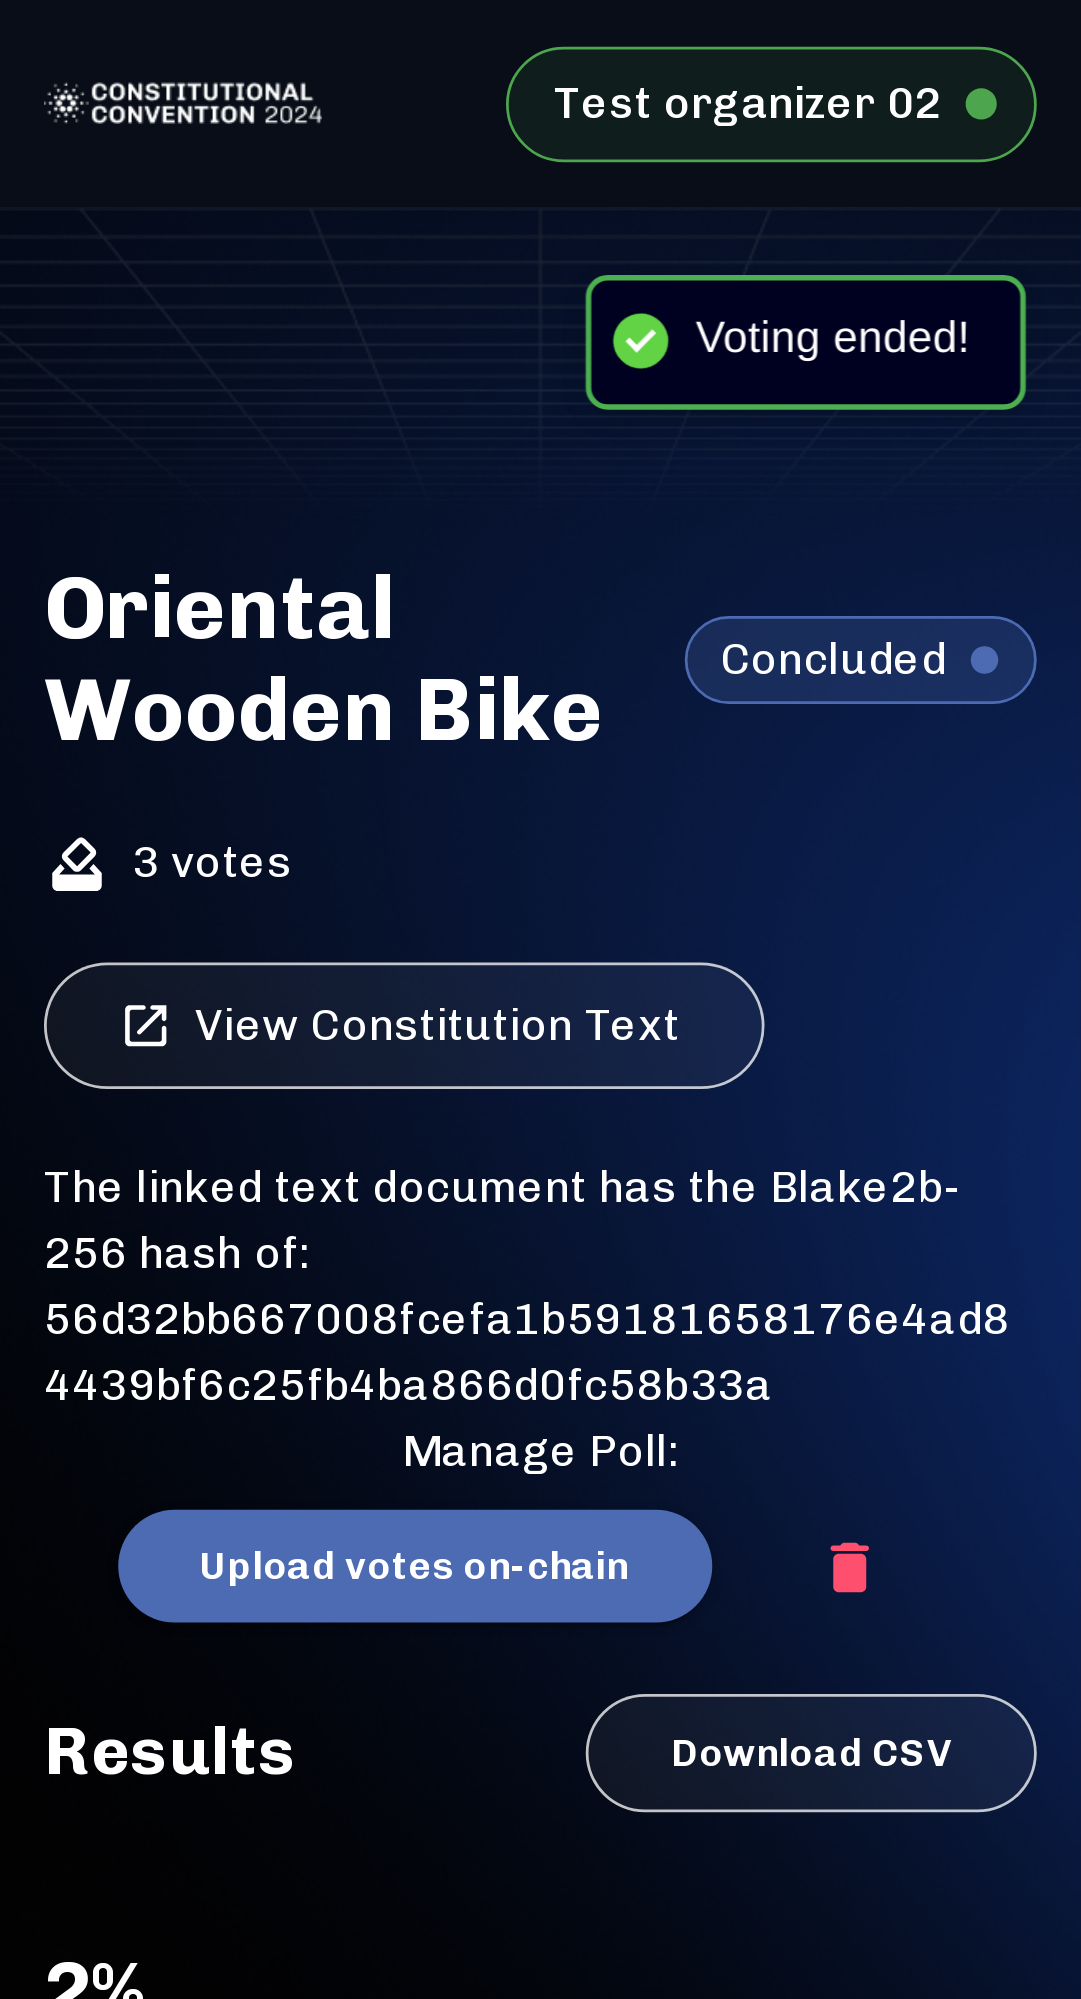 CONSTITUTIONAL
CONVENTION 2024
Test organizer 02
Voting ended!
Oriental
Wooden Bike
Concluded
3 votes
View Constitution Text
The linked text document has the Blake2b-
256 hash of:
56d32bb667008fcefa1b59181658176e4ad8
4439bf6c25fb4ba866d0fc58b33a
Manage Poll:
Upload votes on-chain
Results
Download CSV
2%